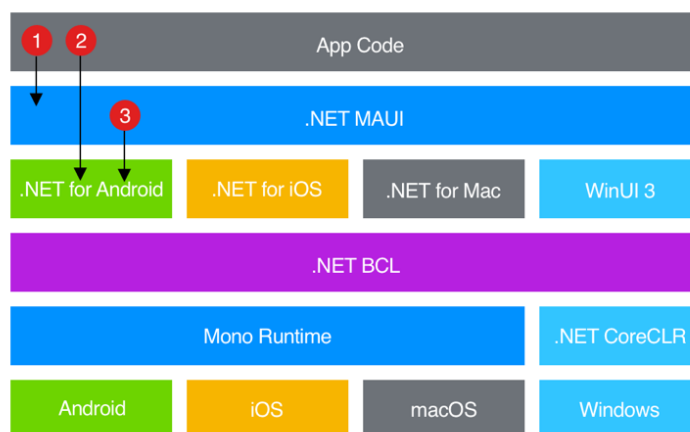 App Code
1 2
.NET MAUI
3
.NET for Android .NET for iOS .NET for Mac WinUI 3
.NET BCL
Mono Runtime .NET CoreCLR
Android iOS macOS Windows